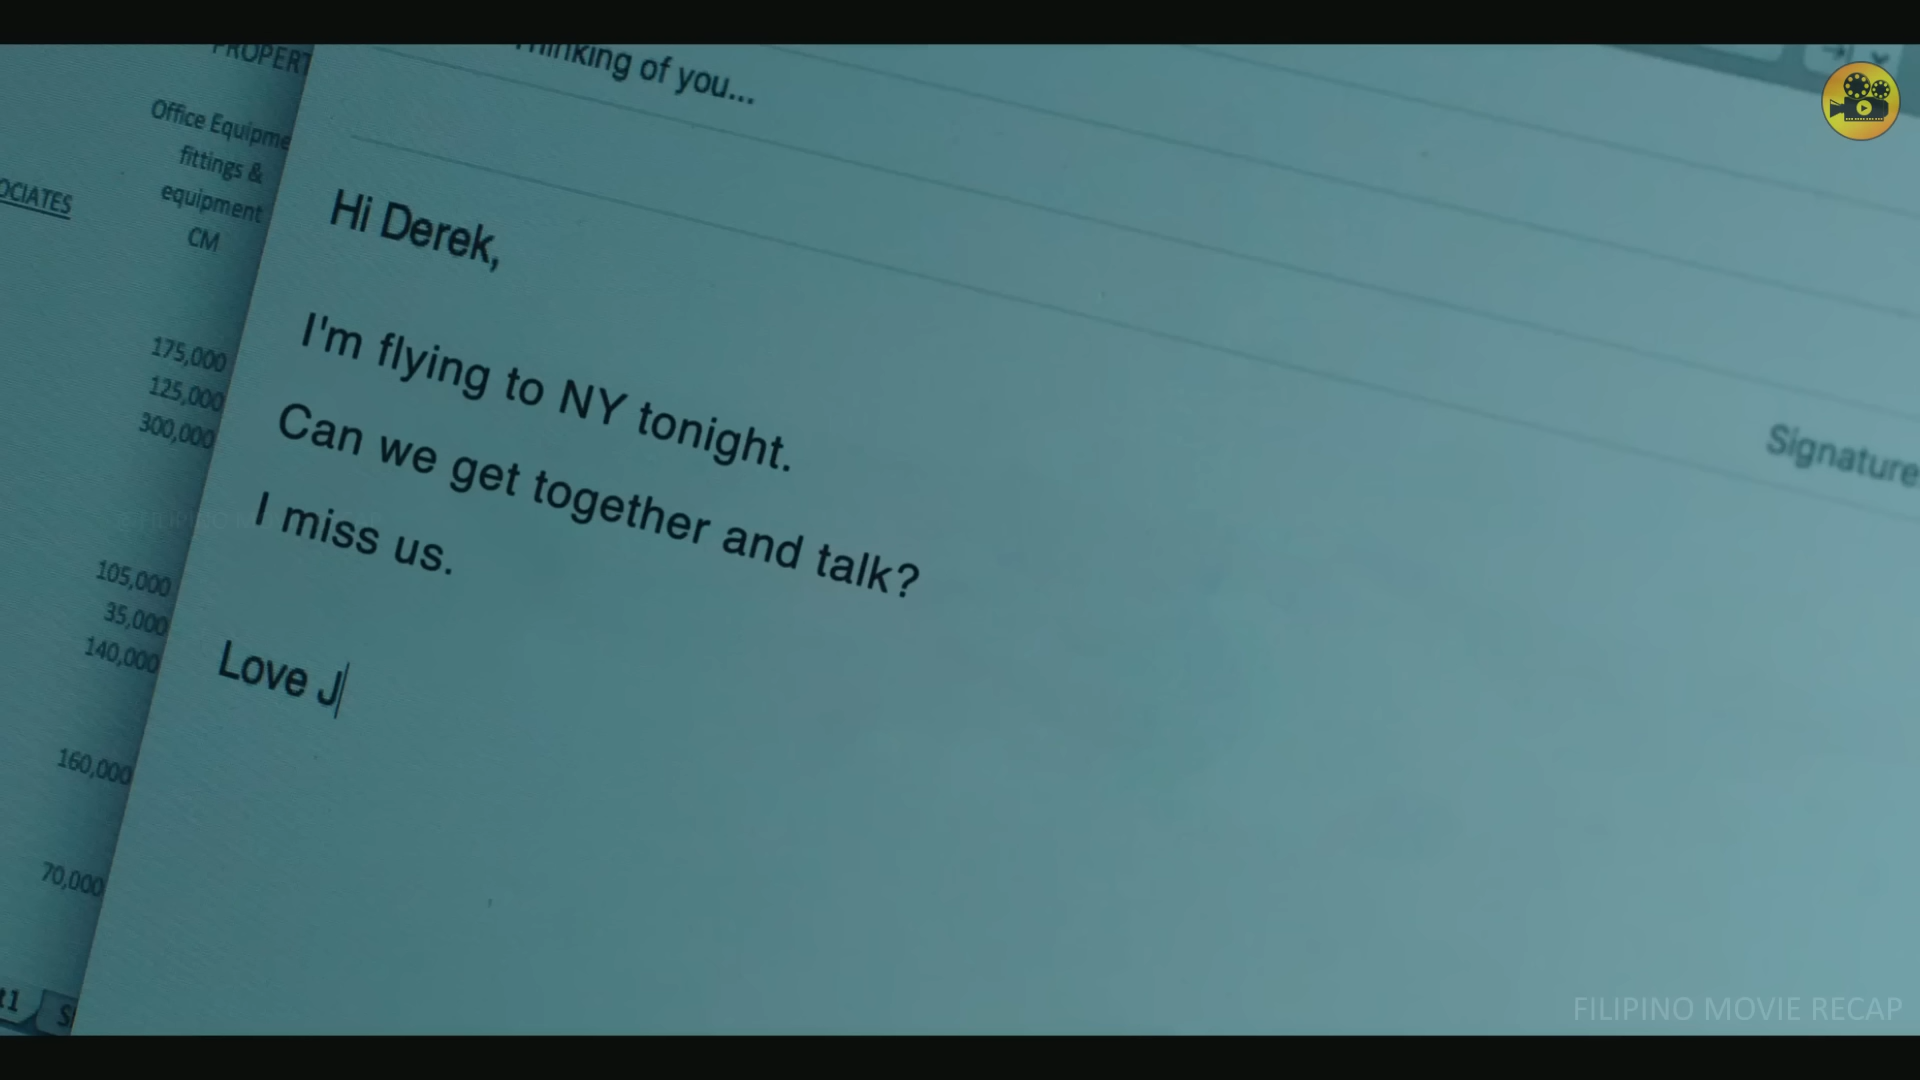 PROPERT
Office Equipme
fittings &
equipment
CM
OCIATES
175,000
125,000
300,000
105,000
35,000
140,000
160,000
70,000
t1
S
Thinking of you...
Hi Derek,
I'm flying to NY tonight.
Can we get together and talk?
I miss us.
Love J
Signature
FILIPINO MOVIE RECAP